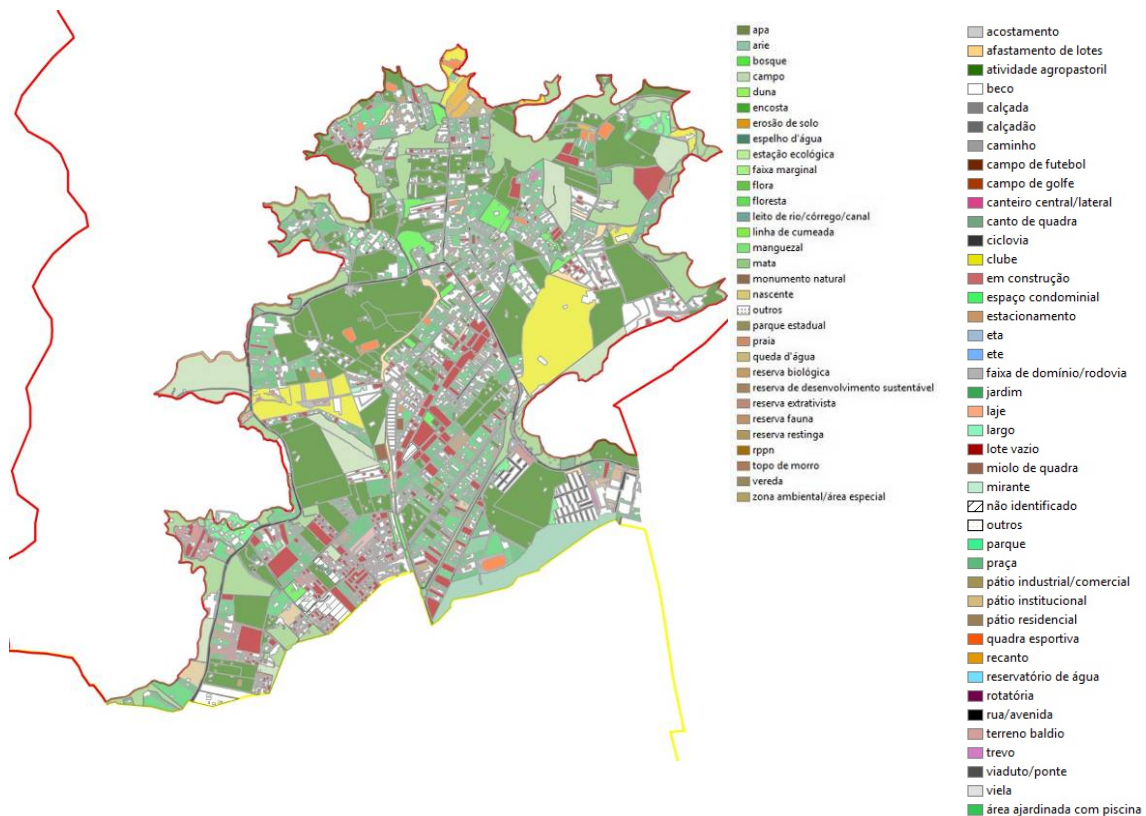 apa
arie
bosque
campo
duna
encosta
erosão de solo
espelho d'água
estação ecológica
faixa marginal
flora
floresta
leito de rio/córrego/canal
linha de cumeada
manguezal
mata
monumento natural
nascente
outros
parque estadual
praia
queda d'água
reserva biológica
reserva de desenvolvimento sustentável
reserva extrativista
reserva fauna
reserva restinga
rppn
topo de morro
vereda
zona ambiental/área especial
acostamento
afastamento de lotes
atividade agropastoril
beco
calçada
calçadão
caminho
campo de futebol
campo de golfe
canteiro central/lateral
canto de quadra
ciclovia
clube
em construção
espaço condominial
estacionamento
eta
ete
faixa de domínio/rodovia
jardim
laje
largo
lote vazio
miolo de quadra
mirante
não identificado
outros
parque
praça
pátio industrial/comercial
pátio institucional
pátio residencial
quadra esportiva
recanto
reservatório de água
rotatória
rua/avenida
terreno baldio
trevo
viaduto/ponte
viela
área ajardinada com piscina